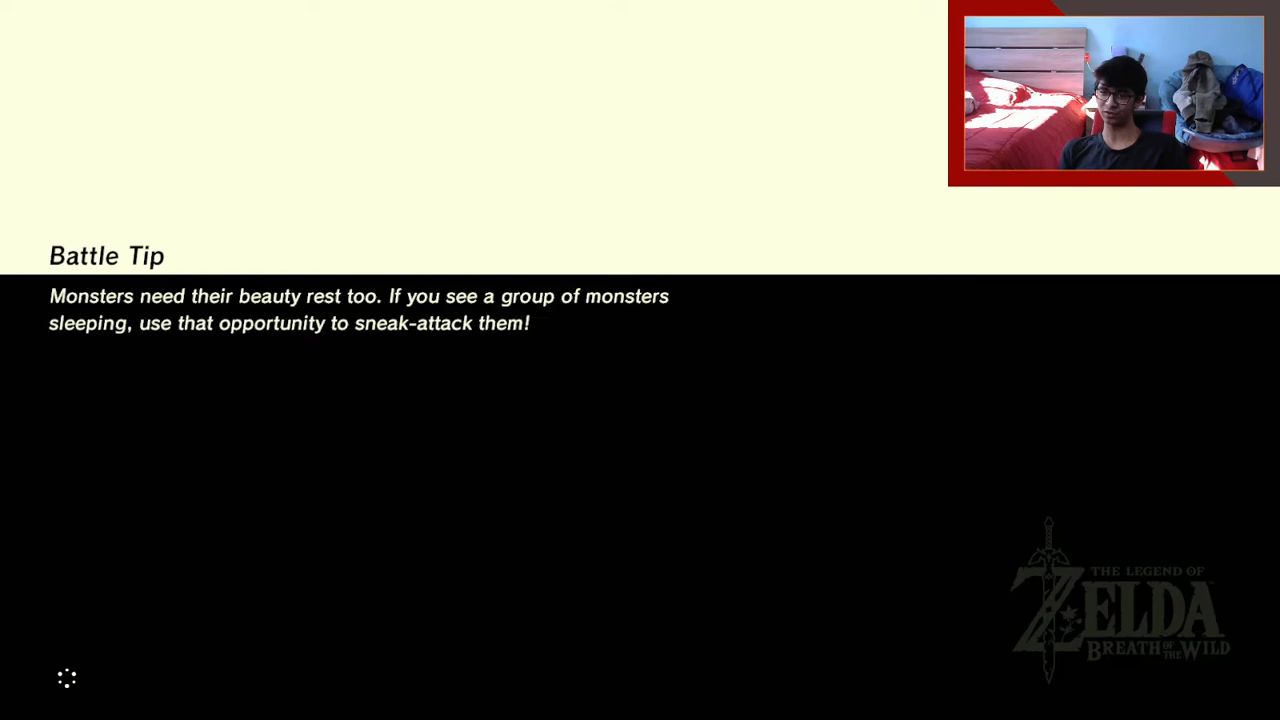 Battle Tip
Monsters need their beauty rest too. If you see a group of monsters
sleeping, use that opportunity to sneak-attack them!
THE LEGEND OF
ZELDA
BREATH OF THE WILD